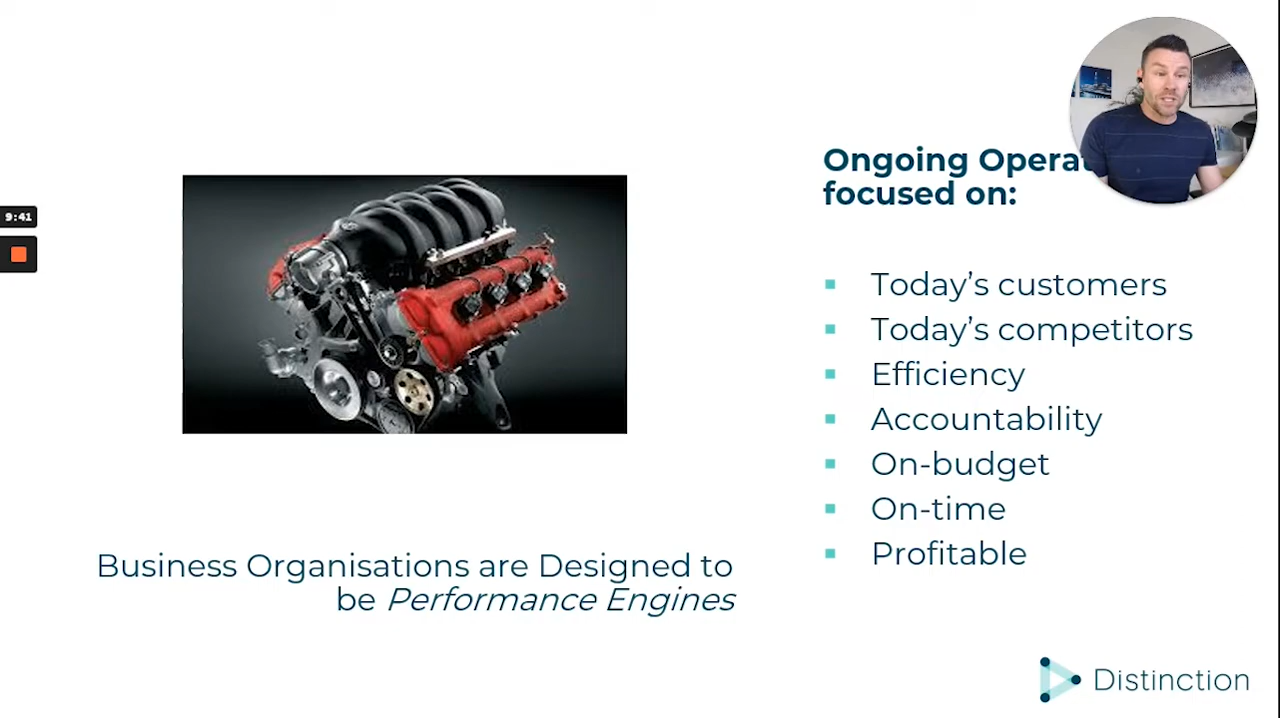 9:41
Ongoing
focused on:
Today's customers
Today's competitors
Efficiency
Accountability
On-budget
On-time
Profitable
Business Organisations are Designed to
be Performance Engines
Distinction